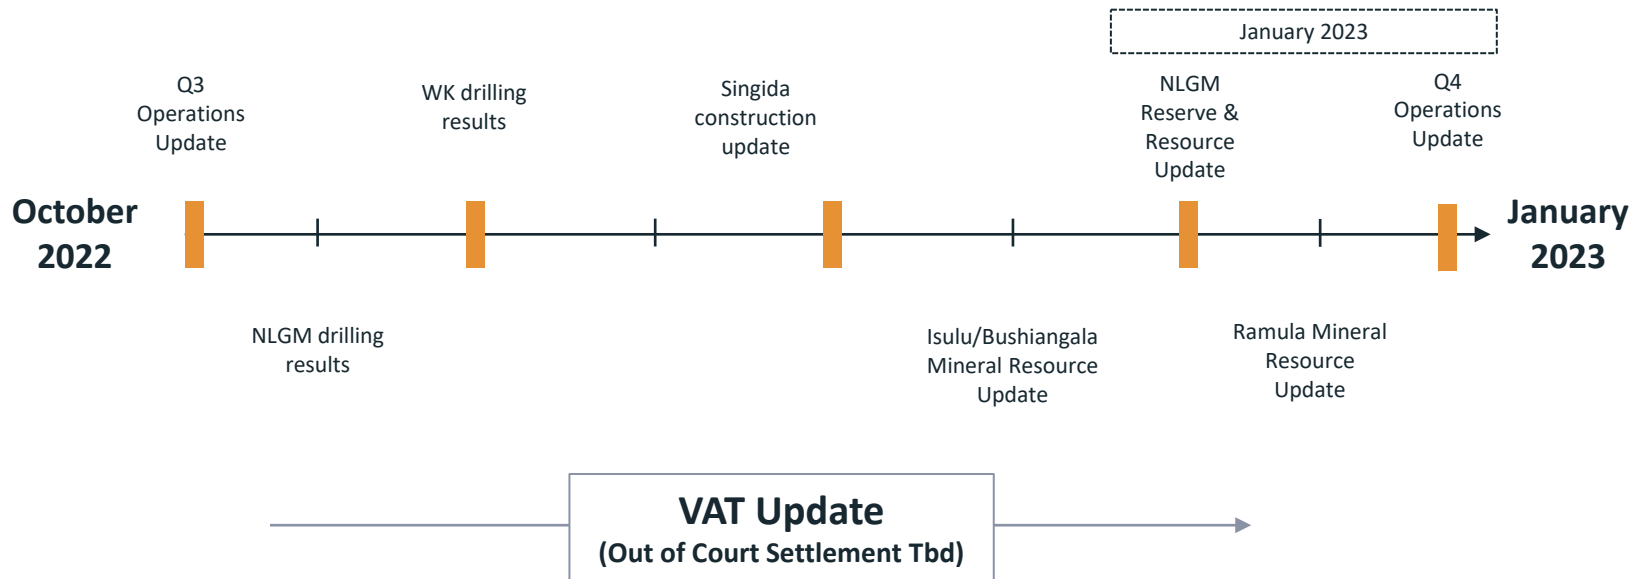 January 2023
Q3
Operations
Update
WK drilling
results
Singida
construction
update
NLGM
Reserve &
Resource
Update
Q4
Operations
Update
October
2022
January
2023
NLGM drilling
results
Isulu/Bushiangala
Mineral Resource
Update
Ramula Mineral
Resource
Update
VAT Update
(Out of Court Settlement Tbd)